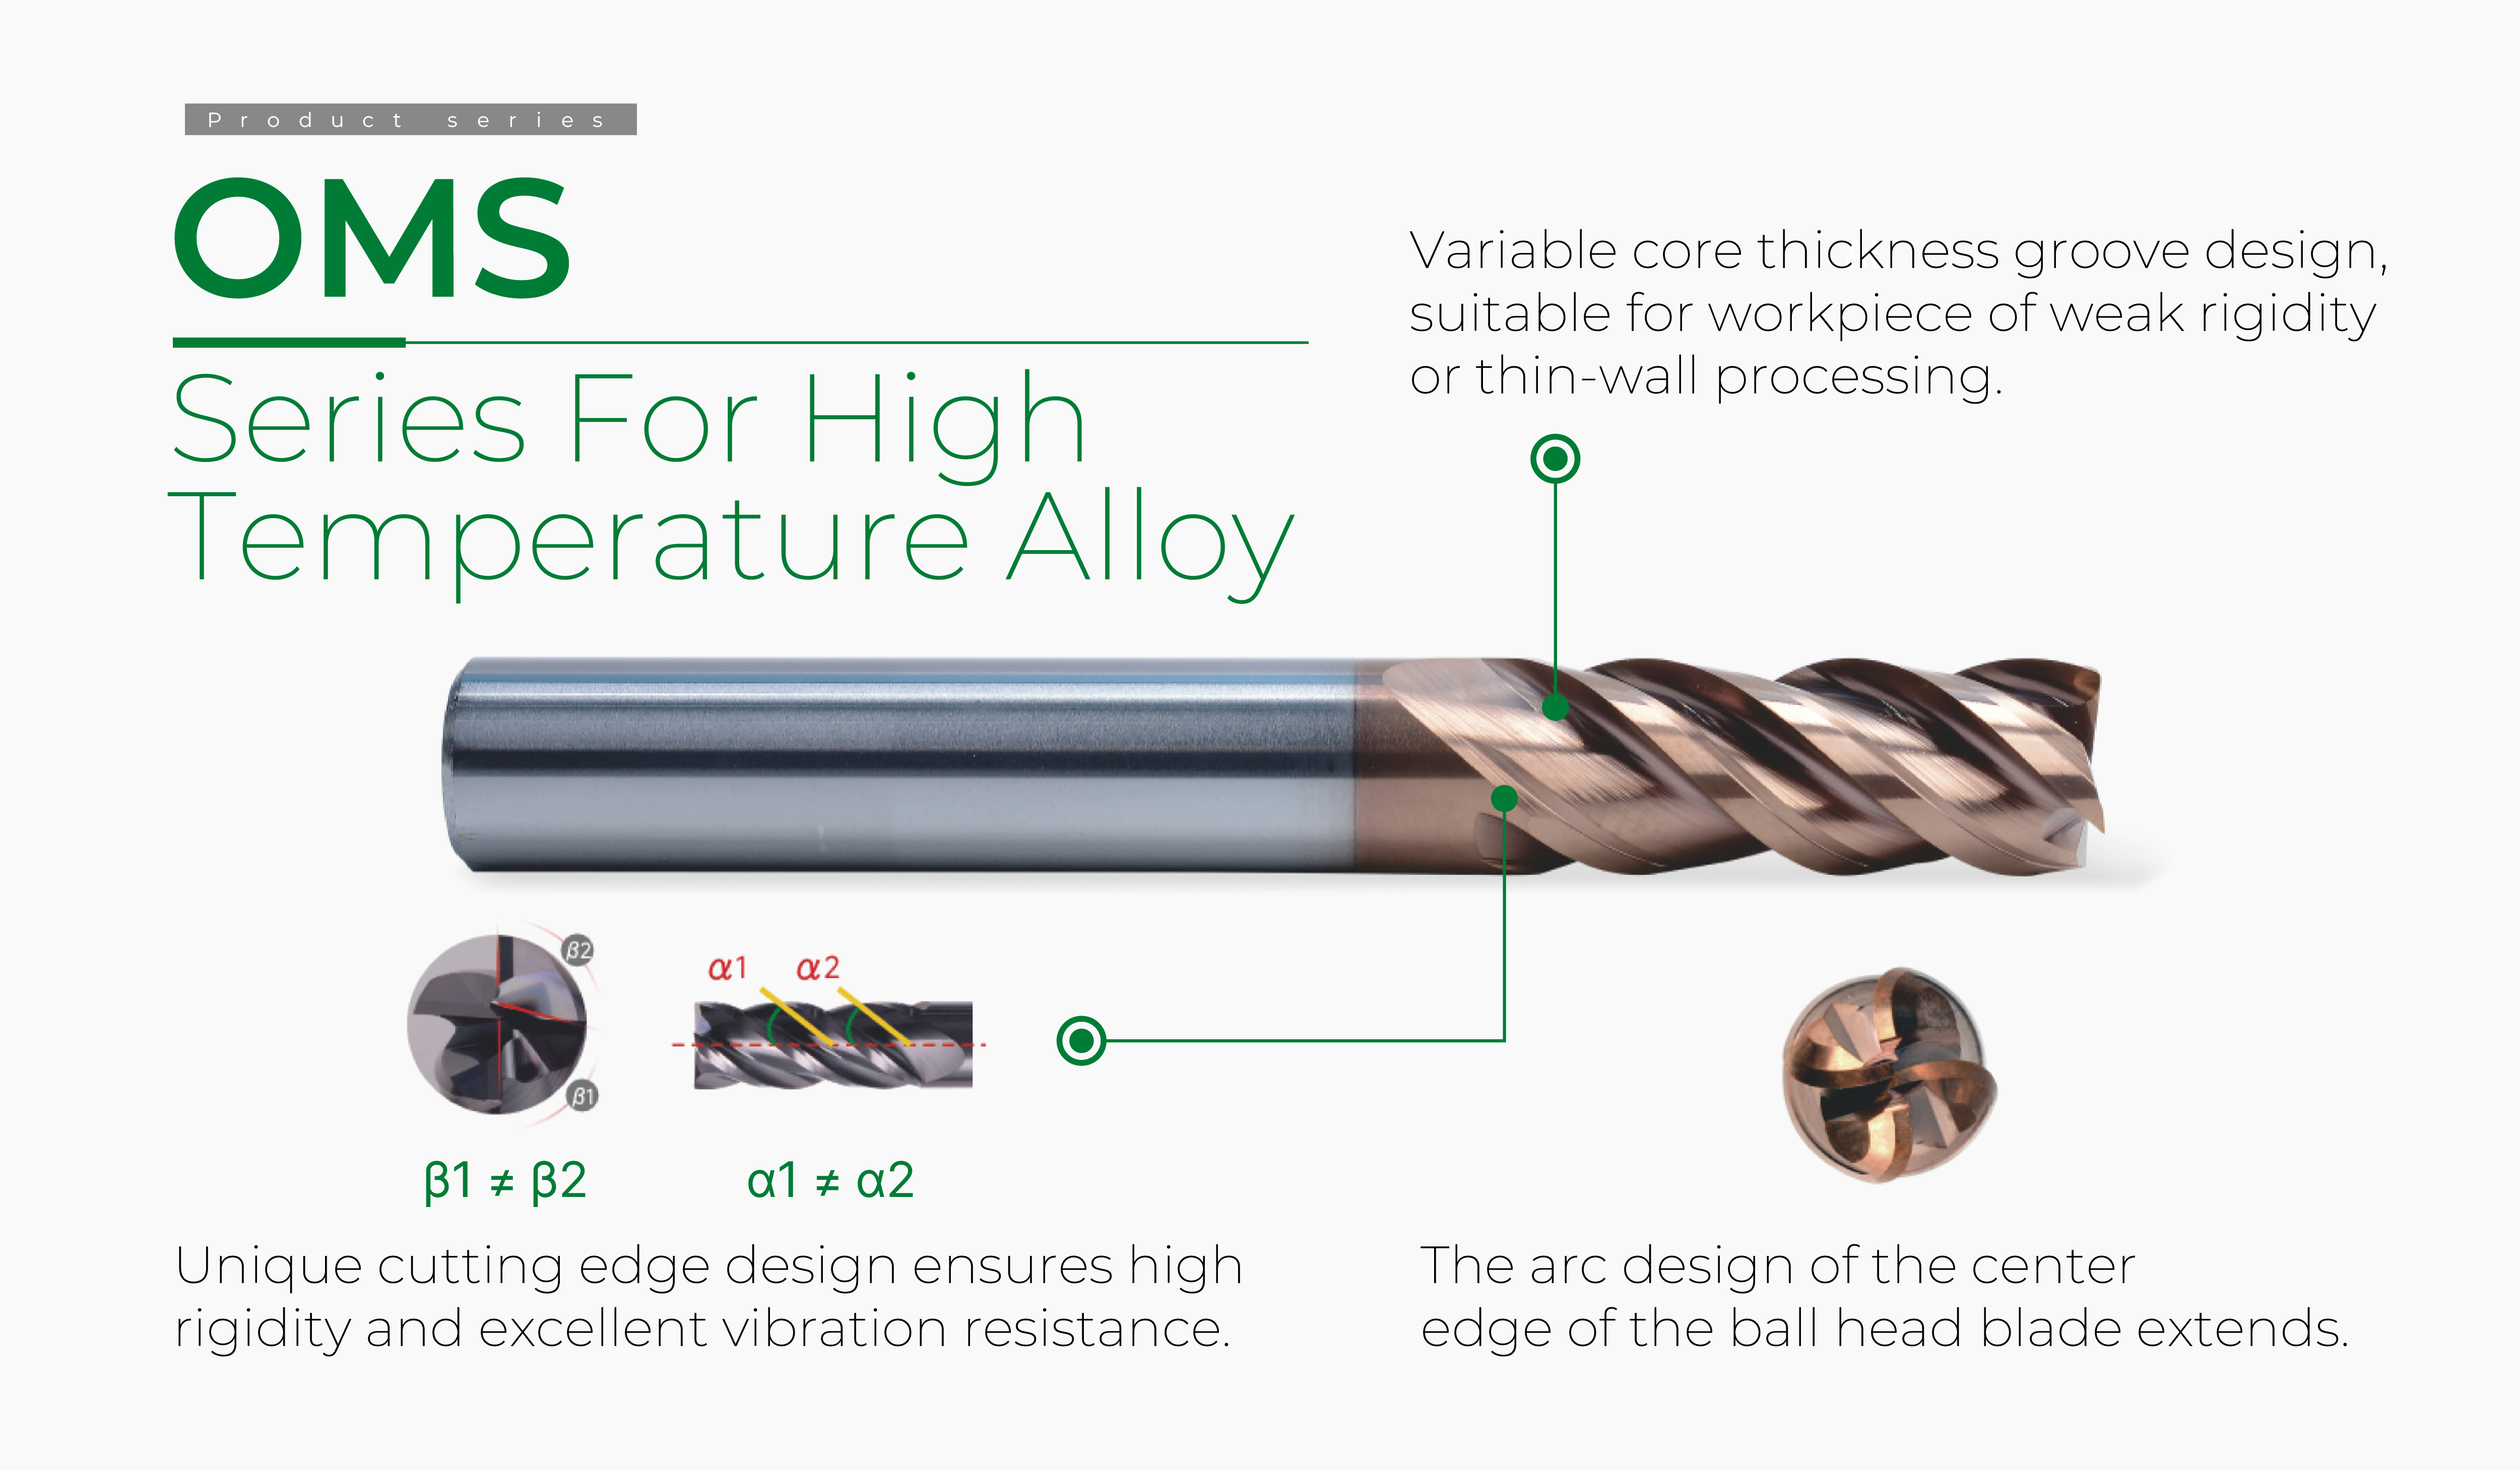 Product series
OMS
Series For High
Temperature Alloy
Variable core thickness groove design,
suitable for workpiece of weak rigidity
or thin-wall processing.
β2
β1
α1 α2
β1 ≠ β2
α1 ≠ α2
Unique cutting edge design ensures high
rigidity and excellent vibration resistance.
The arc design of the center
edge of the ball head blade extends.